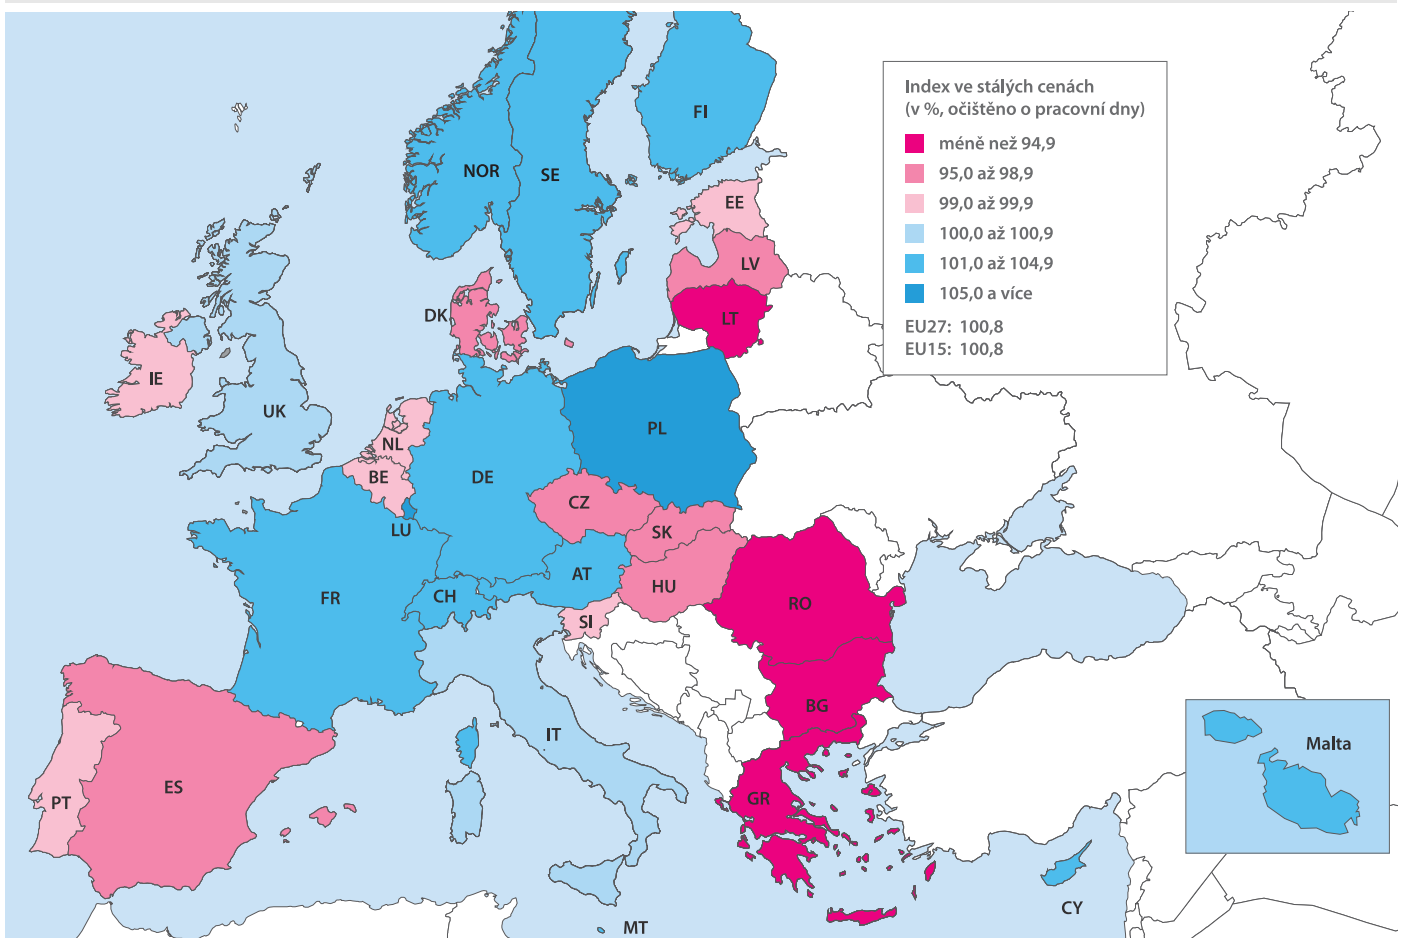 Index ve stálých cenách
(v %, očištěno o pracovní dny)
méně než 94,9
95,0 až 98,9
99,0 až 99,9
100,0 až 100,9
101,0 až 104,9
105,0 a více
EU27: 100,8
EU15: 100,8
FI
NOR
SE
EE
LV
LT
DK
IE
UK
NL
BE
PL
DE
CZ
LU
SK
AT
HU
FR
CH
RO
SI
BG
IT
Malta
ES
PT
GR
CY
MT